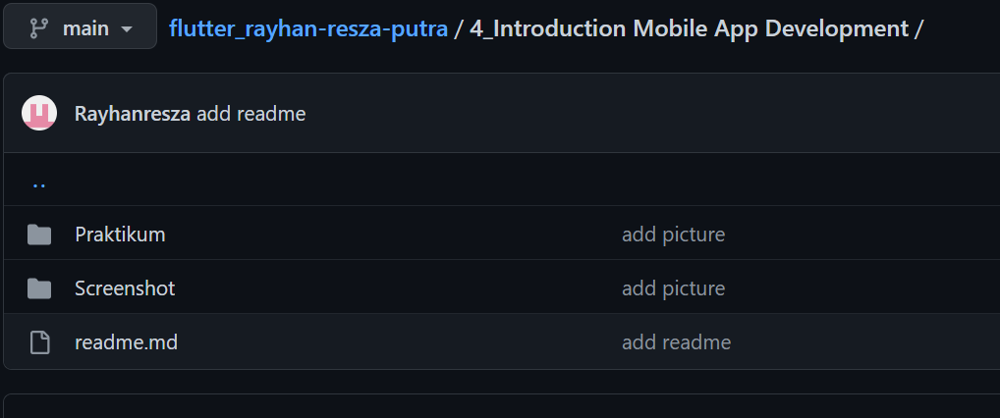 main flutter_rayhan-resza-putra / 4_Introduction Mobile App Development /
Rayhanresza add readme
..
Praktikum add picture
Screenshot add picture
readme.md add readme